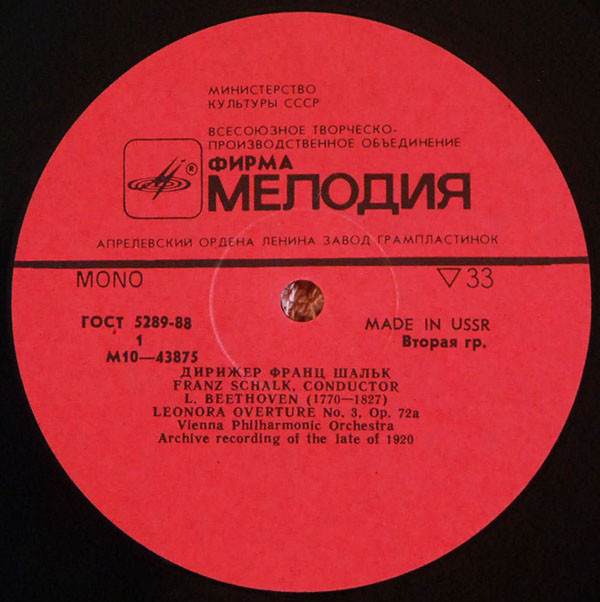 МИНИСТЕРСТВО
КУЛЬТУРЫ СССР
ВСЕСОЮЗНОЕ ТВОРЧЕСКО-
ПРОИЗВОДСТВЕННОЕ ОБЪЕДИНЕНИЕ
®
ФИРМА
МЕЛОДИЯ
АПРЕЛЕВСКИЙ ОРДЕНА ЛЕНИНА ЗАВОД ГРАМПЛАСТИНОК
MONO ▽ 33
ГОСТ 5289-88 MADE IN USSR
1 Вторая гр.
М10—43875
ДИРИЖЕР ФРАНЦ ШАЛЬК
FRANZ SCHALK, CONDUCTOR
L. BEETHOVEN (1770—1827)
LEONORA OVERTURE No. 3, Op. 72a
Vienna Philharmonic Orchestra
Archive recording of the late of 1920